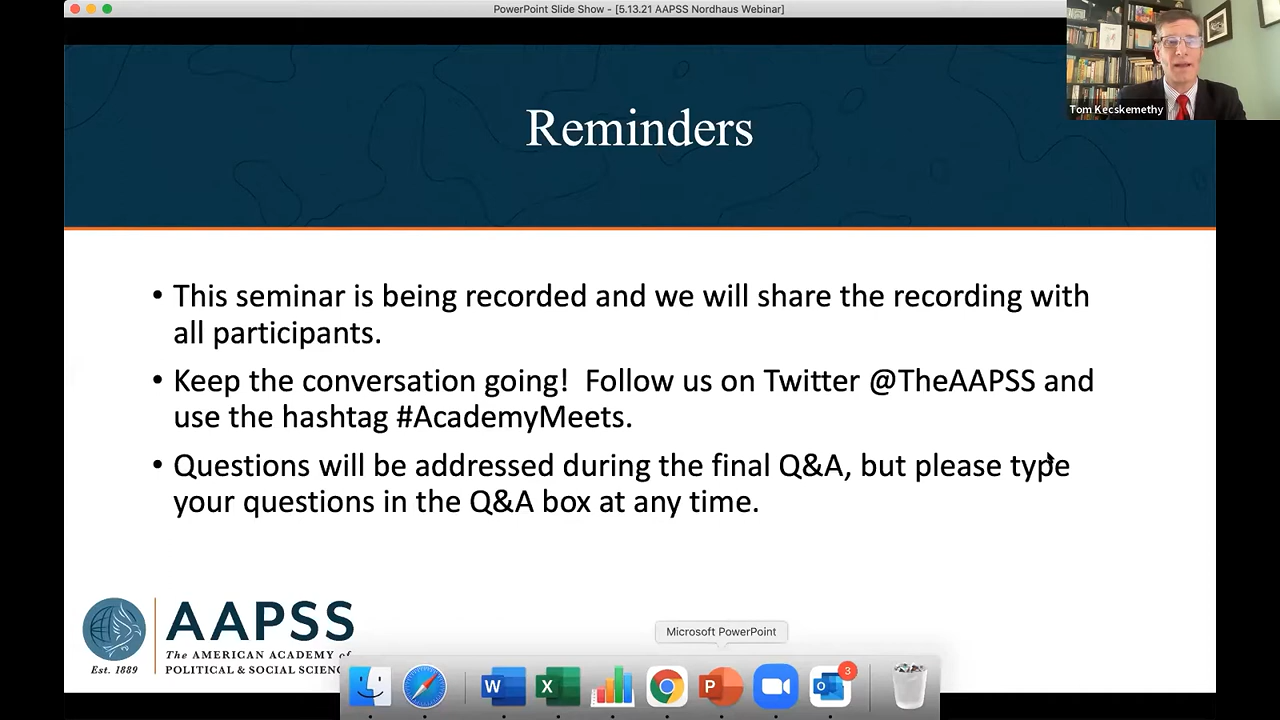 PowerPoint Slide Show - [5.13.21 AAPSS Nordhaus Webinar]
Tom Kecskemethy
Reminders
• This seminar is being recorded and we will share the recording with
all participants.
• Keep the conversation going!  Follow us on Twitter @TheAAPSS and
use the hashtag #AcademyMeets.
• Questions will be addressed during the final Q&A, but please type
your questions in the Q&A box at any time.
AAPSS
The AMERICAN ACADEMY of
POLITICAL & SOCIAL SCIENC
Est. 1889
Microsoft PowerPoint
W
X
P
O
3